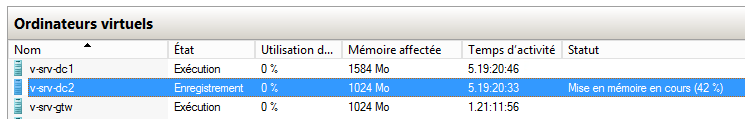 Ordinateurs virtuels
Nom État Utilisation d... Mémoire affectée Temps d'activité Statut
v-srv-dc1 Exécution 0 % 1584 Mo 5.19:20:46
v-srv-dc2 Enregistrement 0 % 1024 Mo 5.19:20:33 Mise en mémoire en cours (42 %)
v-srv-gtw Exécution 0 % 1024 Mo 1.21:11:56